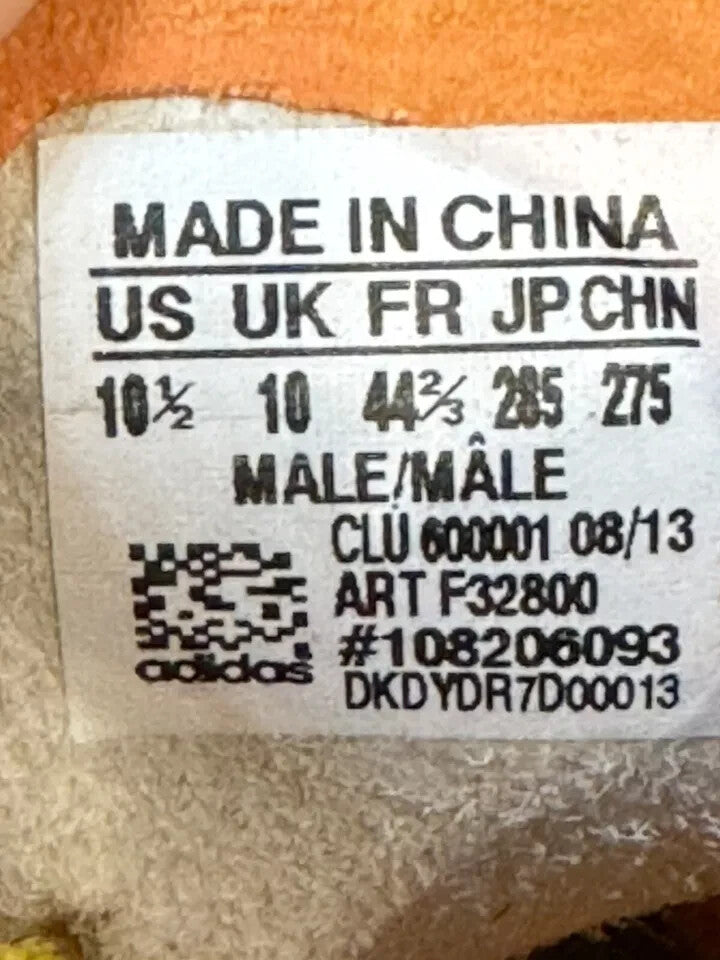 MADE IN CHINA
US UK FR JP CHN
10½ 10 44⅔ 285 275
MALE/MÂLE
CLU 600001 08/13
ART F32800
#108206093
adidas
DKDYDR7D00013